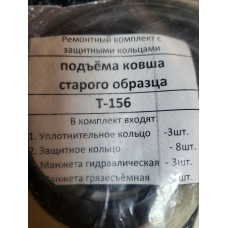 Ремонтный комплект с
защитными кольцами
подъёма ковша
старого образца
Т-156
В комплект входят:
1. Уплотнительное кольцо -3шт.
2. Защитное кольцо - 8шт.
Манжета гидравлическая - 3шт.
Манжета грязесъёмная шт.